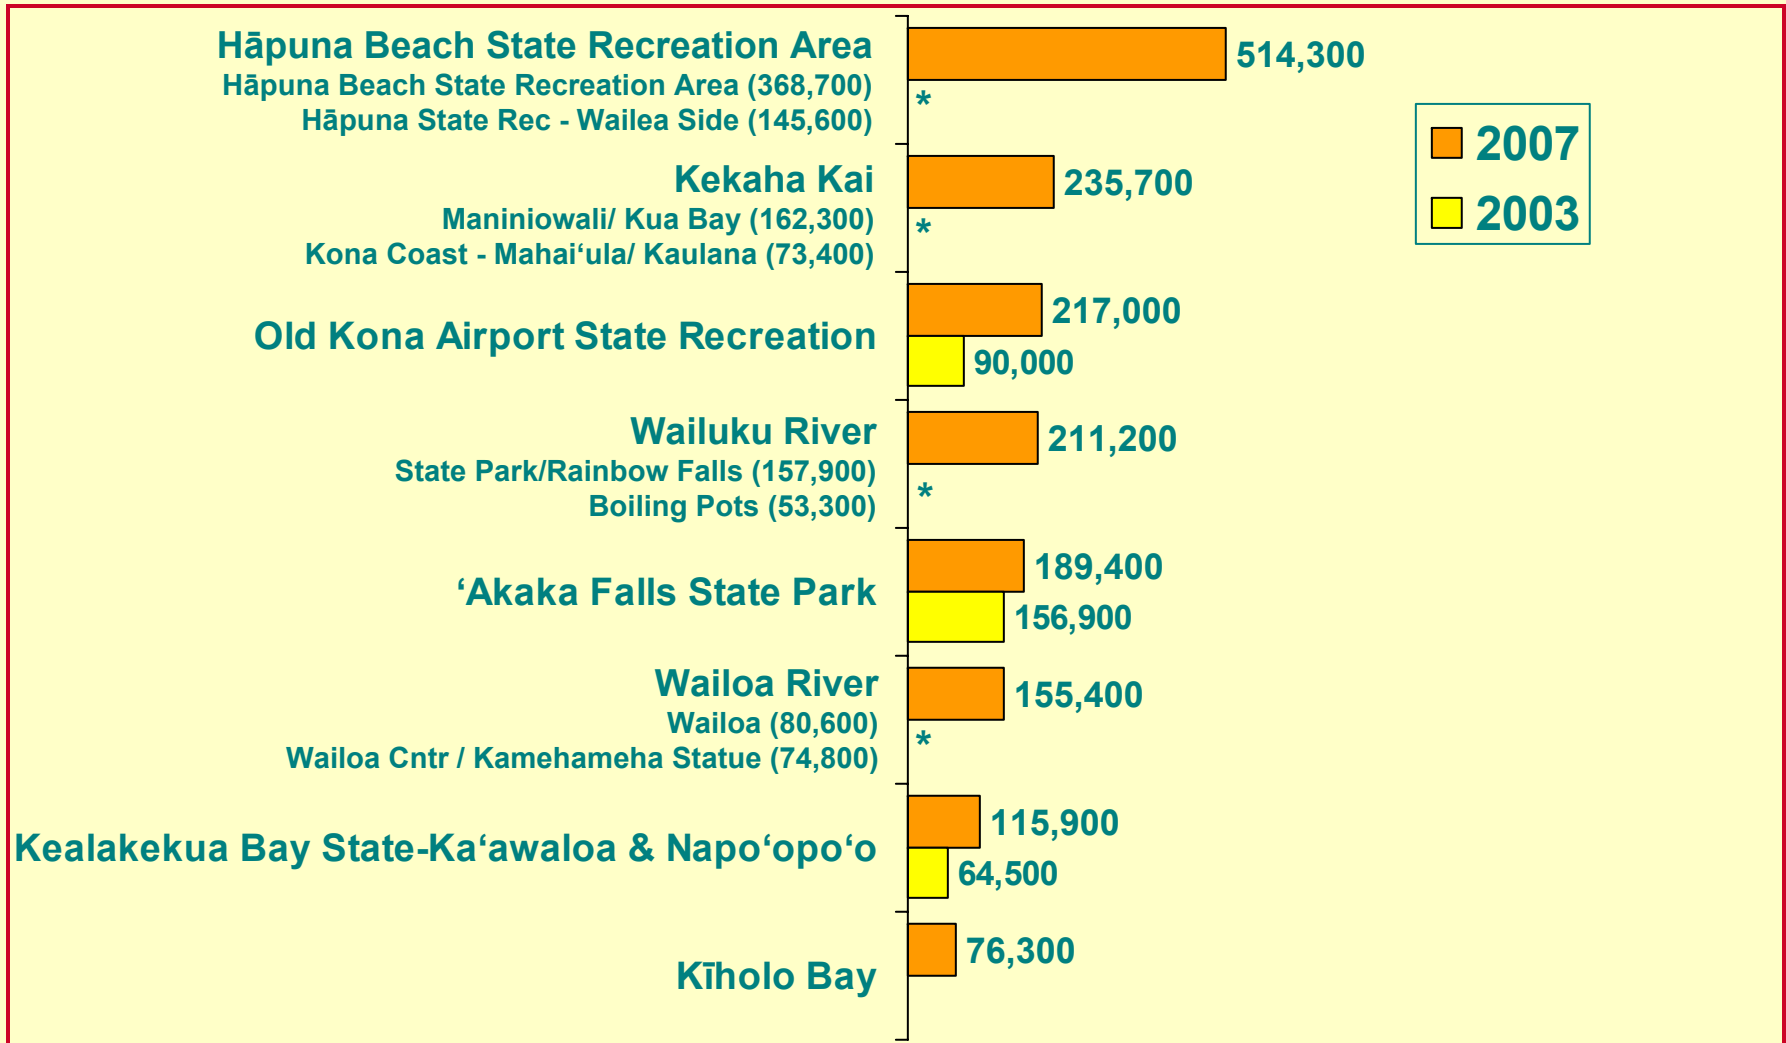 Hāpuna Beach State Recreation Area
Hāpuna Beach State Recreation Area (368,700)
Hāpuna State Rec - Wailea Side (145,600)
514,300
*
2007
2003
Kekaha Kai
Maniniowali/ Kua Bay (162,300)
Kona Coast - Mahai‘ula/ Kaulana (73,400)
235,700
*
Old Kona Airport State Recreation
217,000
90,000
Wailuku River
State Park/Rainbow Falls (157,900)
Boiling Pots (53,300)
211,200
*
‘Akaka Falls State Park
189,400
156,900
Wailoa River
Wailoa (80,600)
Wailoa Cntr / Kamehameha Statue (74,800)
155,400
*
Kealakekua Bay State-Ka‘awaloa & Napo‘opo‘o
115,900
64,500
Kīholo Bay
76,300